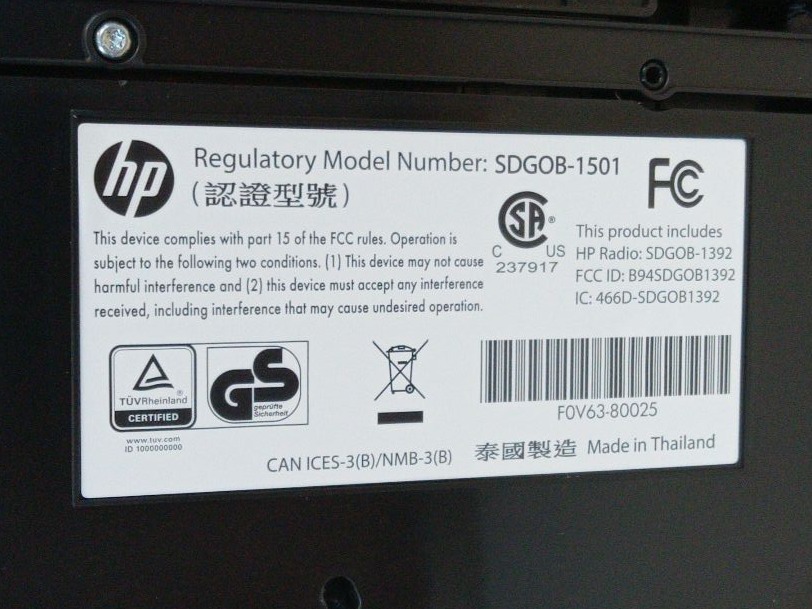 hp
Regulatory Model Number: SDGOB-1501
(認證型號)
FC
This device complies with part 15 of the FCC rules. Operation is
subject to the following two conditions. (1) This device may not cause
harmful interference and (2) this device must accept any interference
received, including interference that may cause undesired operation.
SA ®
C US
237917
This product includes
HP Radio: SDGOB-1392
FCC ID: B94SDGOB1392
IC: 466D-SDGOB1392
TÜVRheinland ®
CERTIFIED
www.tuv.com
ID 1000000000
GS
geprüfte
Sicherheit
F0V63-80025
CAN ICES-3(B)/NMB-3(B)
泰國製造 Made in Thailand